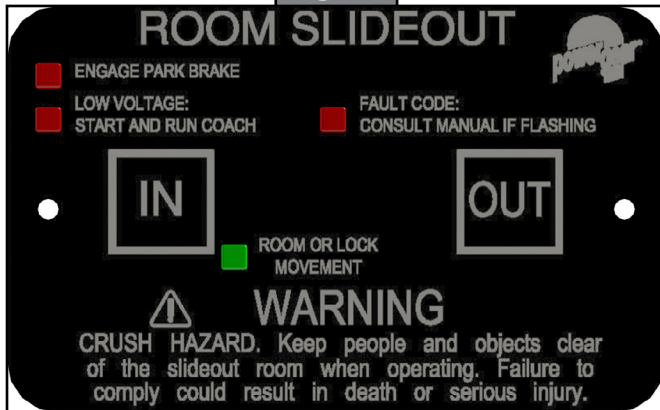 ROOM SLIDEOUT
power gear
ENGAGE PARK BRAKE
LOW VOLTAGE:
START AND RUN COACH
FAULT CODE:
CONSULT MANUAL IF FLASHING
IN
OUT
ROOM OR LOCK
MOVEMENT
WARNING
CRUSH HAZARD. Keep people and objects clear
of the slideout room when operating. Failure to
comply could result in death or serious injury.